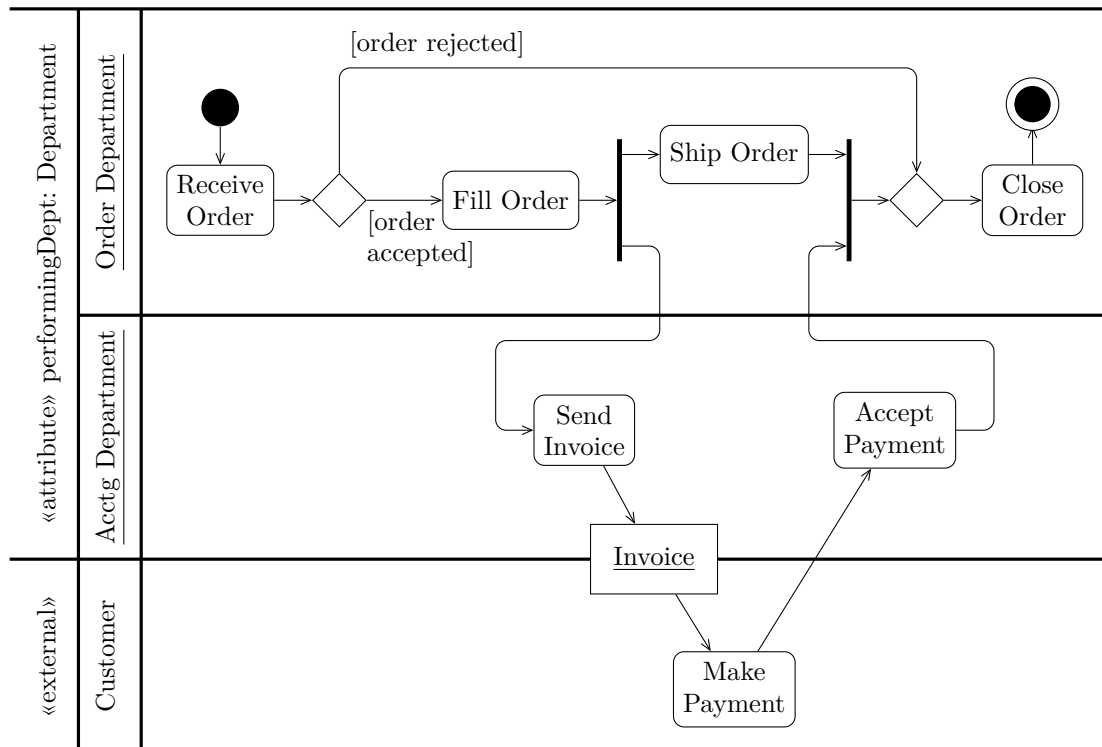 «attribute» performingDept: Department
Order Department
[order rejected]
Receive
Order
Fill Order
[order
accepted]
Ship Order
Close
Order
Acctg Department
Send
Invoice
Accept
Payment
Invoice
«external»
Customer
Make
Payment